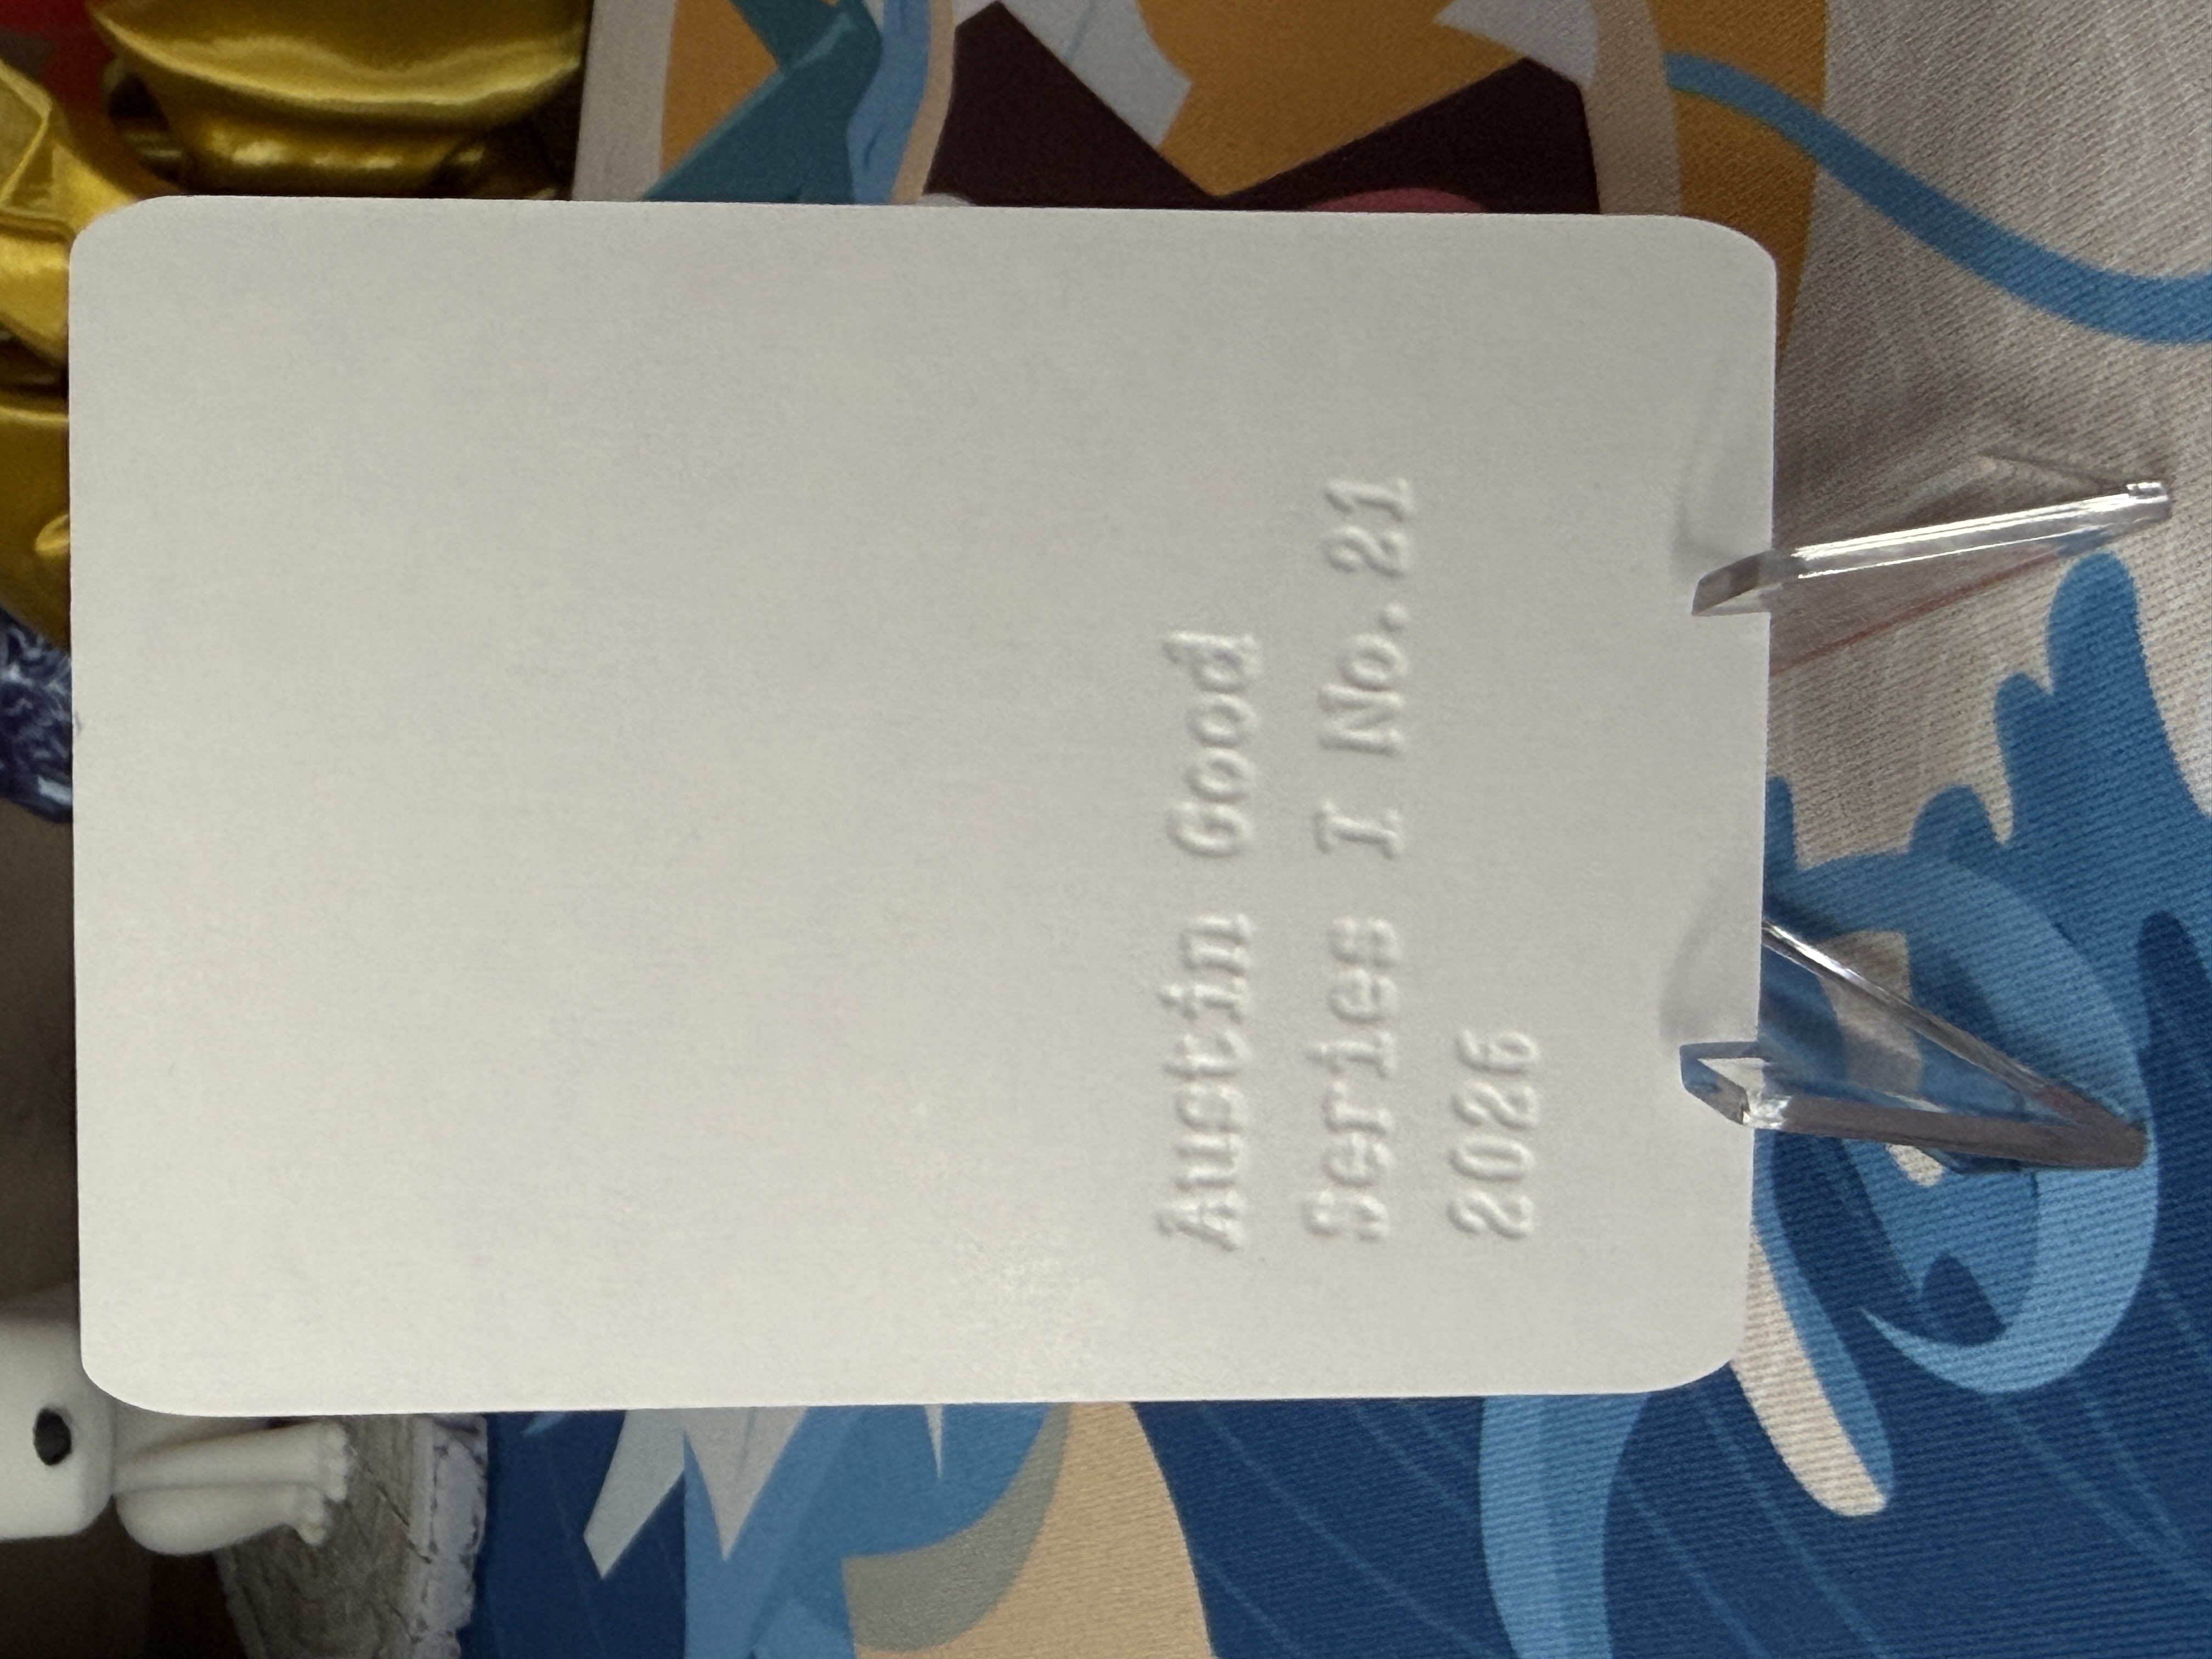 Austin Good
Series I No. 21
2026